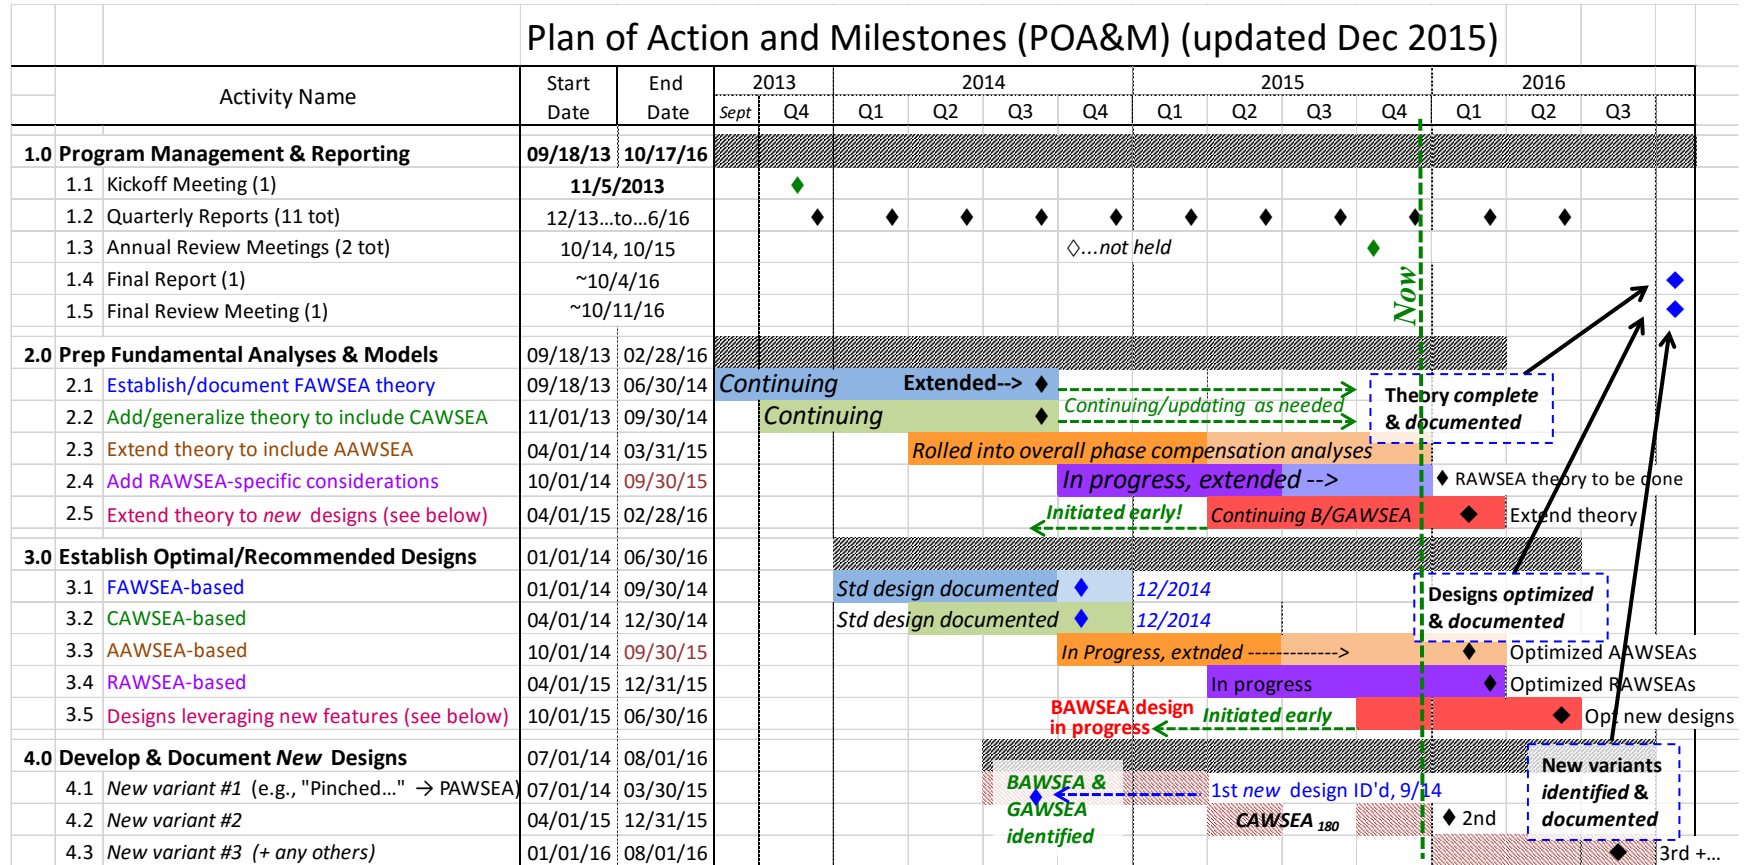 Plan of Action and Milestones (POA&M) (updated Dec 2015)
Activity Name
Start Date
End Date
2013
2014
2015
2016
Sept Q4 Q1 Q2 Q3 Q4 Q1 Q2 Q3 Q4 Q1 Q2 Q3
1.0 Program Management & Reporting 09/18/13 10/17/16
1.1 Kickoff Meeting (1) 11/5/2013
1.2 Quarterly Reports (11 tot) 12/13...to...6/16
1.3 Annual Review Meetings (2 tot) 10/14, 10/15 ...not held
1.4 Final Report (1) ~10/4/16
1.5 Final Review Meeting (1) ~10/11/16
Now
2.0 Prep Fundamental Analyses & Models 09/18/13 02/28/16
2.1 Establish/document FAWSEA theory 09/18/13 06/30/14 Continuing Extended-->
2.2 Add/generalize theory to include CAWSEA 11/01/13 09/30/14 Continuing
Continuing/updating as needed
Theory complete
& documented
2.3 Extend theory to include AAWSEA 04/01/14 03/31/15 Rolled into overall phase compensation analyses
2.4 Add RAWSEA-specific considerations 10/01/14 09/30/15 In progress, extended --> RAWSEA theory to be done
2.5 Extend theory to new designs (see below) 04/01/15 02/28/16 Initiated early! Continuing B/GAWSEA Extend theory
3.0 Establish Optimal/Recommended Designs 01/01/14 06/30/16
3.1 FAWSEA-based 01/01/14 09/30/14 Std design documented 12/2014
3.2 CAWSEA-based 04/01/14 12/30/14 Std design documented 12/2014
Designs optimized
& documented
3.3 AAWSEA-based 10/01/14 09/30/15 In Progress, extnded -------------> Optimized AAWSEAs
3.4 RAWSEA-based 04/01/15 12/31/15 In progress Optimized RAWSEAs
3.5 Designs leveraging new features (see below) 10/01/15 06/30/16 BAWSEA design
in progress Initiated early Opt new designs
4.0 Develop & Document New Designs 07/01/14 08/01/16
4.1 New variant #1 (e.g., "Pinched..." → PAWSEA) 07/01/14 03/30/15 BAWSEA &
GAWSEA
identified
1st new design ID'd, 9/14
New variants
identified &
documented
4.2 New variant #2 04/01/15 12/31/15 CAWSEA 180 2nd
4.3 New variant #3 (+ any others) 01/01/16 08/01/16 3rd +...